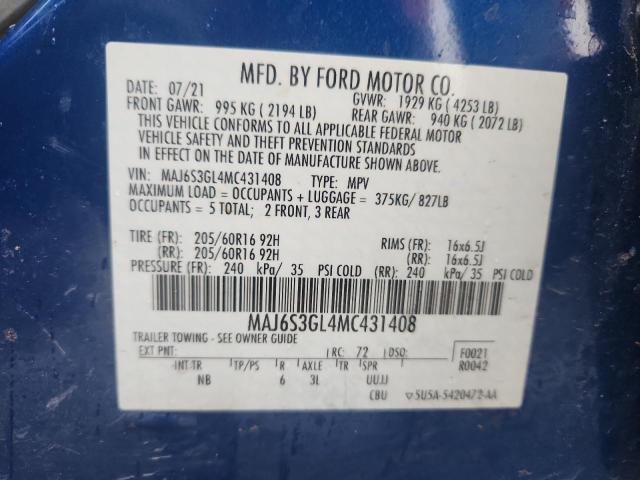 MFD. BY FORD MOTOR CO.
DATE: 07/21 GVWR: 1929 KG ( 4253 LB)
FRONT GAWR: 995 KG ( 2194 LB) REAR GAWR: 940 KG ( 2072 LB)
THIS VEHICLE CONFORMS TO ALL APPLICABLE FEDERAL MOTOR
VEHICLE SAFETY AND THEFT PREVENTION STANDARDS
IN EFFECT ON THE DATE OF MANUFACTURE SHOWN ABOVE.
VIN: MAJ6S3GL4MC431408 TYPE: MPV
MAXIMUM LOAD = OCCUPANTS + LUGGAGE = 375KG/ 827LB
OCCUPANTS = 5 TOTAL; 2 FRONT, 3 REAR
TIRE (FR): 205/60R16 92H RIMS (FR): 16x6.5J
(RR): 205/60R16 92H (RR): 16x6.5J
PRESSURE (FR): 240 kPa/ 35 PSI COLD (RR): 240 kPa/ 35 PSI COLD
MAJ6S3GL4MC431408
TRAILER TOWING - SEE OWNER GUIDE
EXT PNT: RC: 72 DSO: F0021
R0042
INT TR TP/PS R AXLE TR SPR
NB 6 3L UUJJ
CBU ▽5U5A-5420472-AA